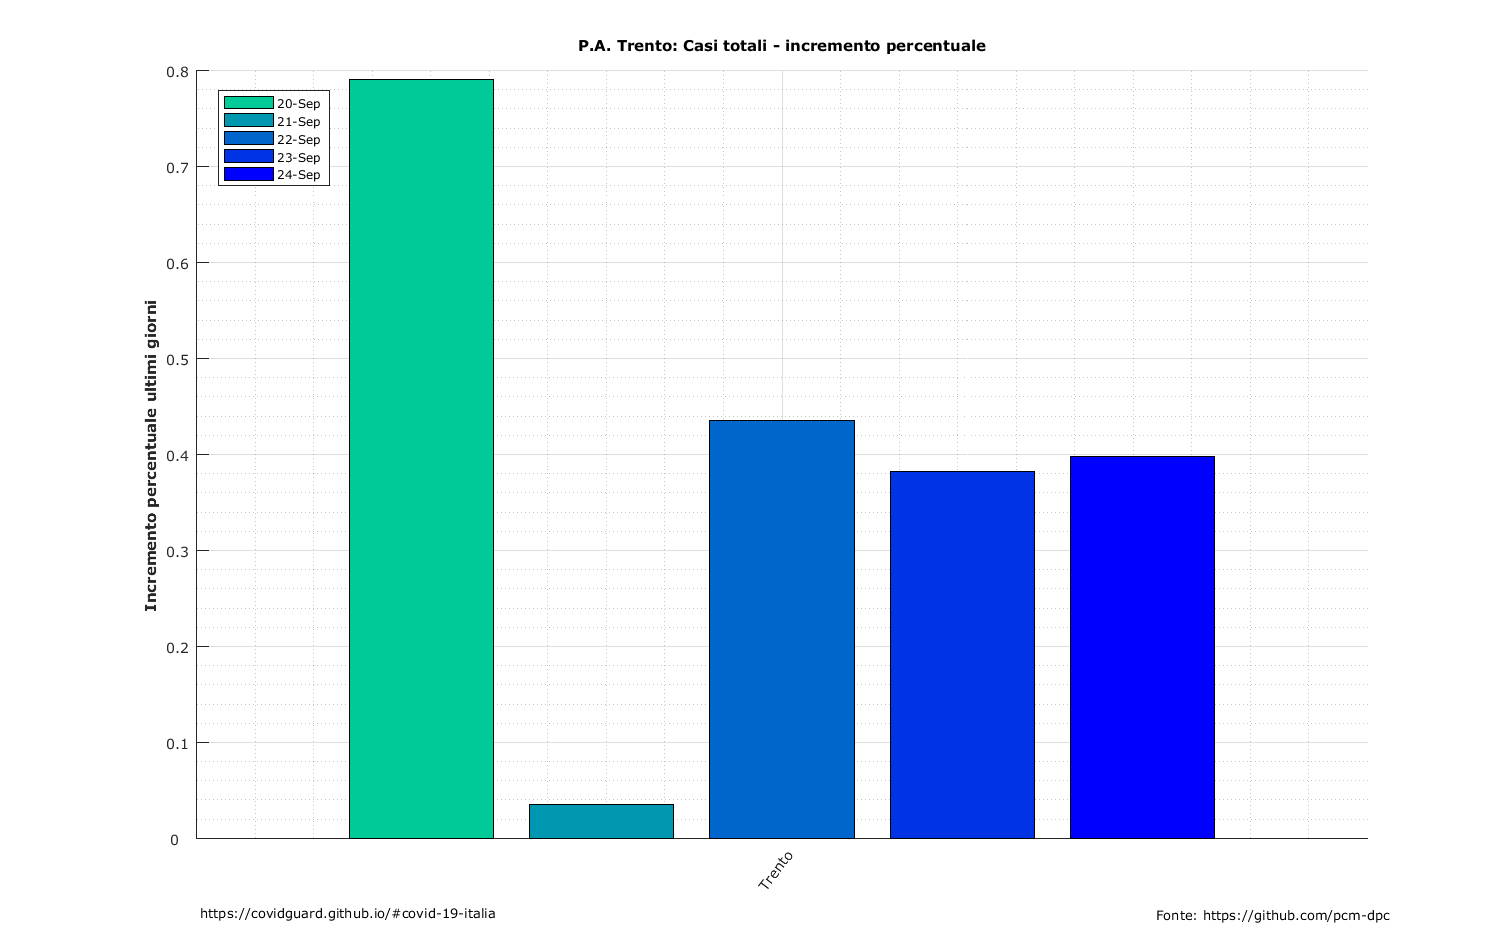 P.A. Trento: Casi totali - incremento percentuale
0.8
0.7
0.6
0.5
0.4
0.3
0.2
0.1
0
Incremento percentuale ultimi giorni
20-Sep
21-Sep
22-Sep
23-Sep
24-Sep
Trento
https://covidguard.github.io/#covid-19-italia
Fonte: https://github.com/pcm-dpc